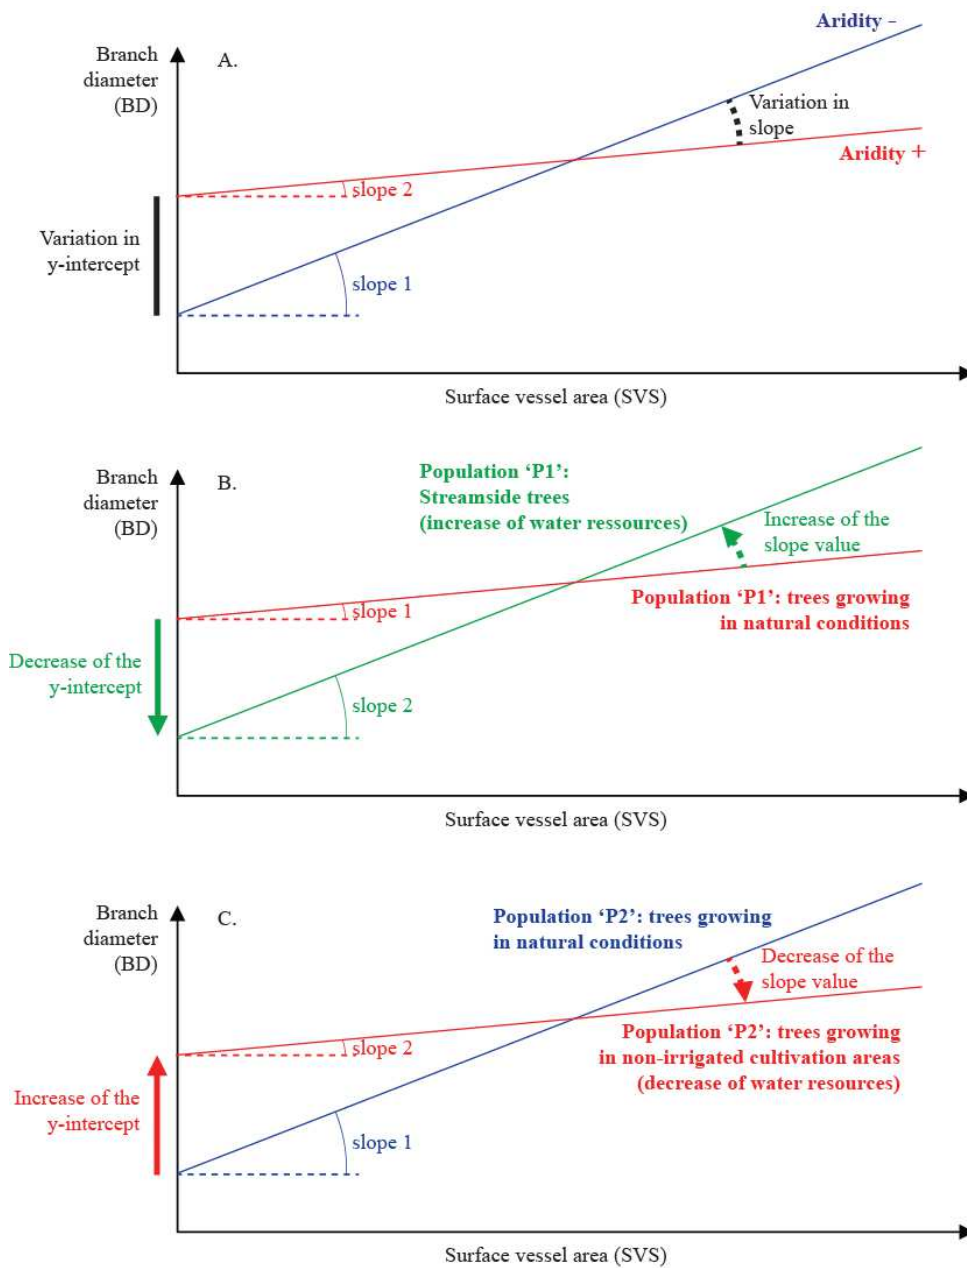 Aridity -
Branch
diameter
(BD)
A.
Variation in
slope
Aridity +
slope 2
Variation in
y-intercept
slope 1
Surface vessel area (SVS)
Branch
diameter
(BD)
B.
Population ‘P1’:
Streamside trees
(increase of water ressources)
Increase of the
slope value
slope 1
Population ‘P1’: trees growing
in natural conditions
Decrease of the
y-intercept
slope 2
Surface vessel area (SVS)
Branch
diameter
(BD)
C.
Population ‘P2’: trees growing
in natural conditions
Decrease of the
slope value
slope 2
Population ‘P2’: trees growing
in non-irrigated cultivation areas
(decrease of water resources)
Increase of the
y-intercept
slope 1
Surface vessel area (SVS)